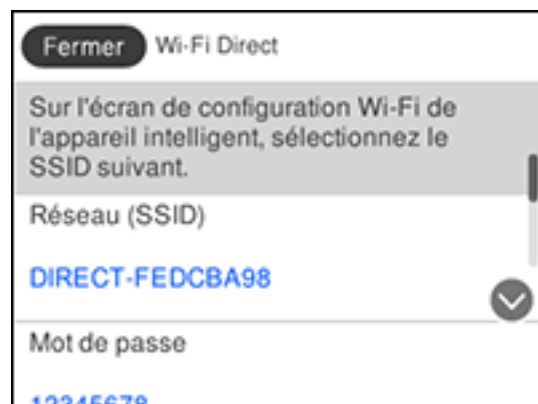 Fermer Wi-Fi Direct
Sur l'écran de configuration Wi-Fi de
l'appareil intelligent, sélectionnez le
SSID suivant.
Réseau (SSID)
DIRECT-FEDCBA98
Mot de passe
12345678